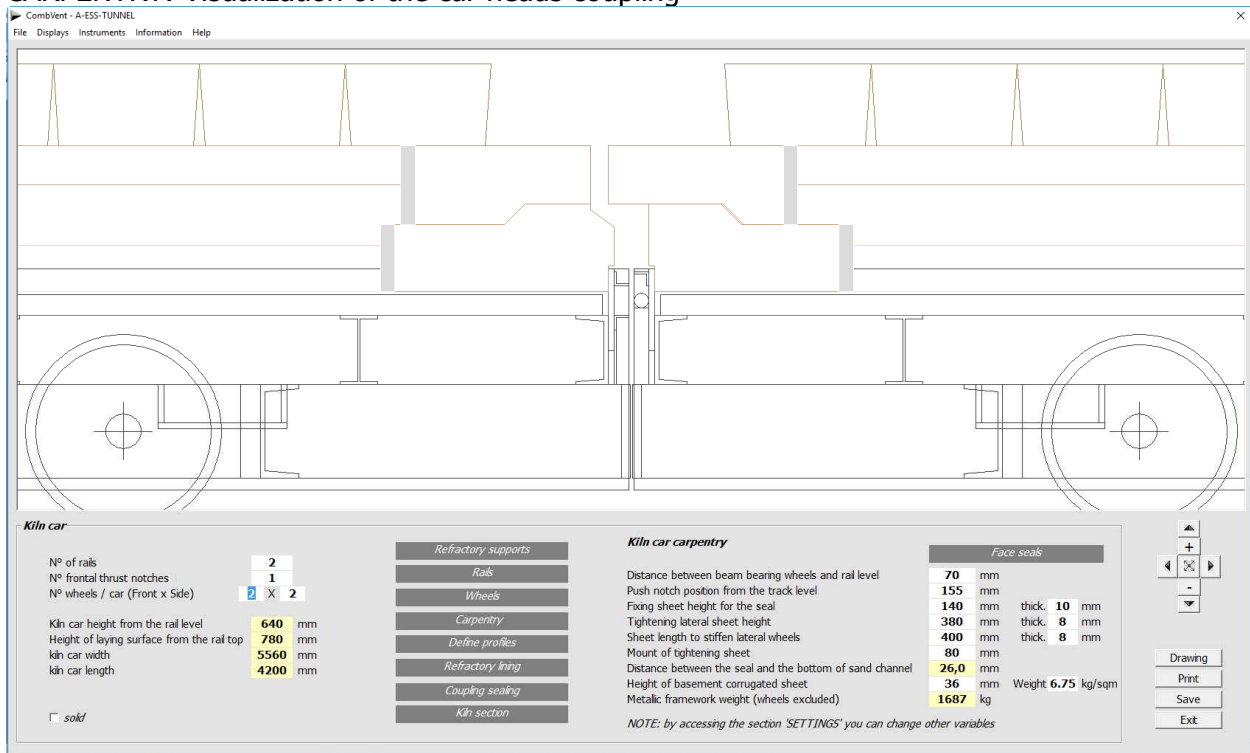 CombVent - A-ESS-TUNNEL
File Displays Instruments Information Help
Kiln car
N° of rails 2
N° frontal thrust notches 1
N° wheels / car (Front x Side) 2 X 2
Kiln car height from the rail level 640 mm
Height of laying surface from the rail top 780 mm
kiln car width 5560 mm
kiln car length 4200 mm
solid
Refractory supports
Rails
Wheels
Carpentry
Define profiles
Refractory lining
Coupling sealing
Kiln section
Kiln car carpentry
Face seals
Distance between beam bearing wheels and rail level 70 mm
Push notch position from the track level 155 mm
Fixing sheet height for the seal 140 mm thick. 10 mm
Tightening lateral sheet height 380 mm thick. 8 mm
Sheet length to stiffen lateral wheels 400 mm thick. 8 mm
Mount of tightening sheet 80 mm
Distance between the seal and the bottom of sand channel 26,0 mm
Height of basement corrugated sheet 36 mm Weight 6.75 kg/sqm
Metallic framework weight (wheels excluded) 1687 kg
NOTE: by accessing the section 'SETTINGS' you can change other variables
+
-
Drawing
Print
Save
Exit